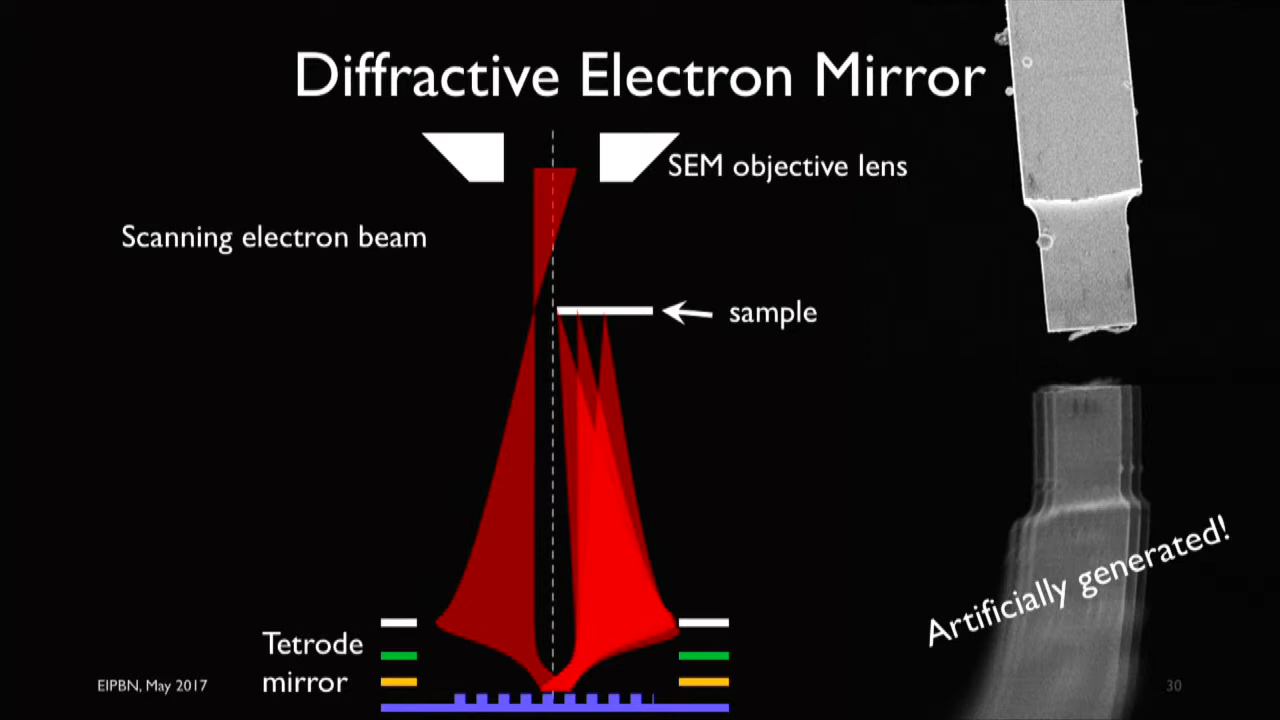 Diffractive Electron Mirror
SEM objective lens
Scanning electron beam
sample
Artificially generated!
Tetrode
mirror
EIPBN, May 2017
30